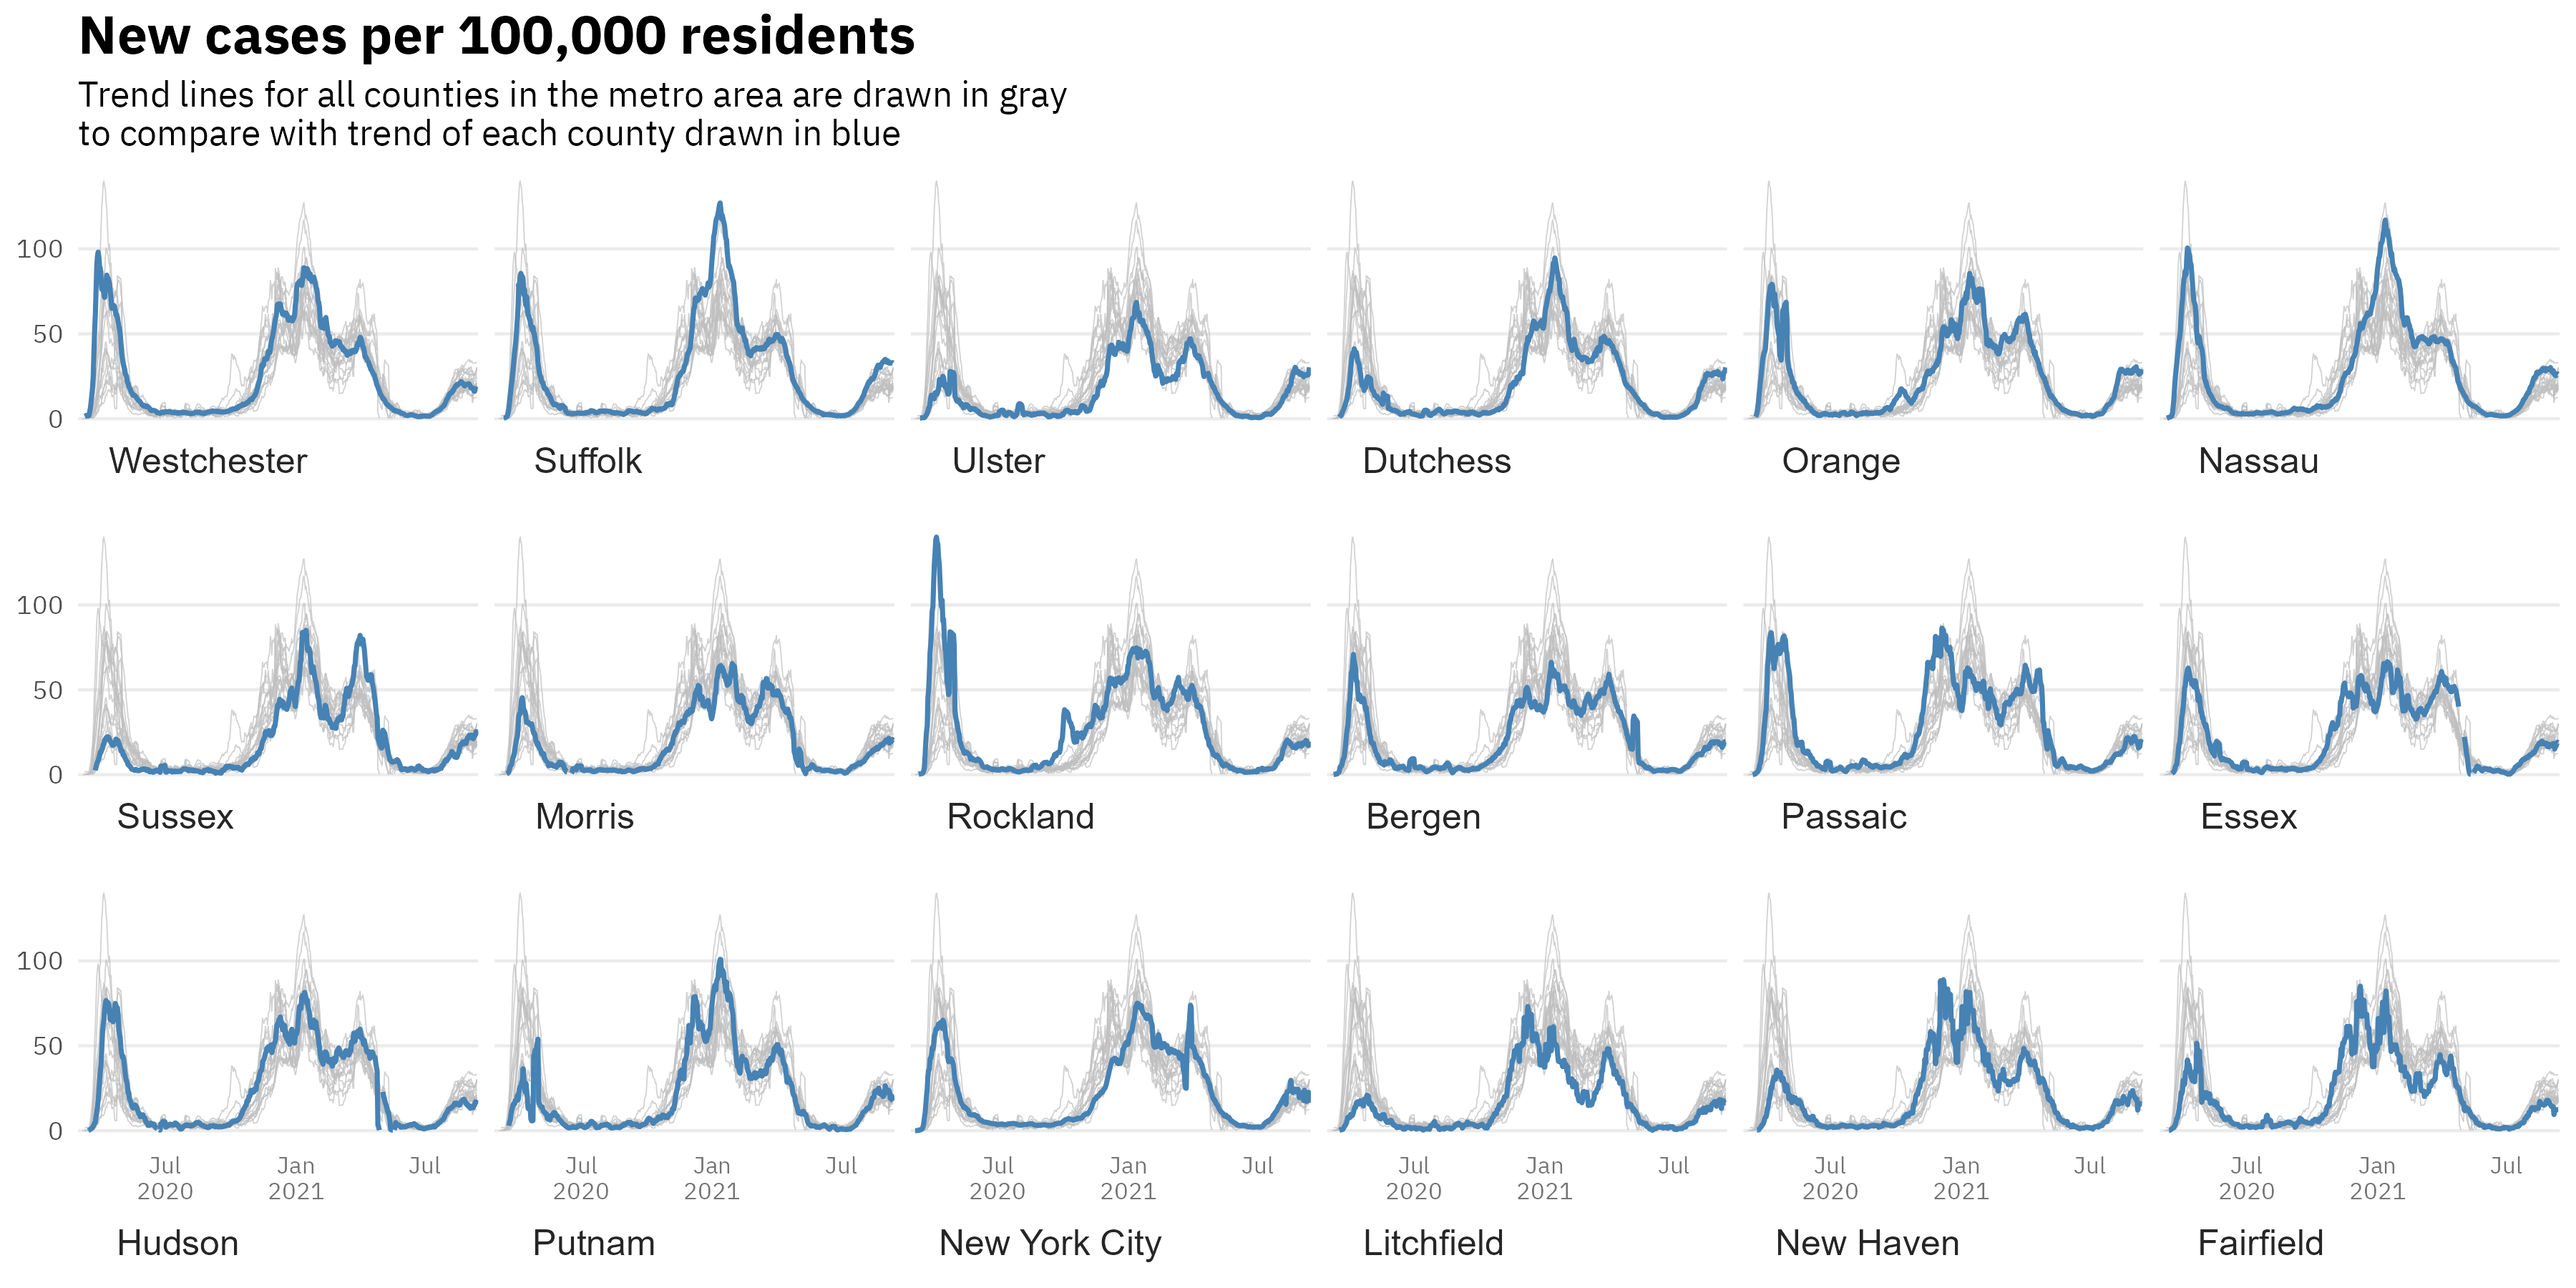 New cases per 100,000 residents
Trend lines for all counties in the metro area are drawn in gray
to compare with trend of each county drawn in blue
100
50
0
Westchester Suffolk Ulster Dutchess Orange Nassau
100
50
0
Sussex Morris Rockland Bergen Passaic Essex
100
50
0
Jul Jan Jul Jul Jan Jul Jul Jan Jul Jul Jan Jul Jul Jan Jul Jul Jan Jul
2020 2021 2020 2021 2020 2021 2020 2021 2020 2021 2020 2021
Hudson Putnam New York City Litchfield New Haven Fairfield